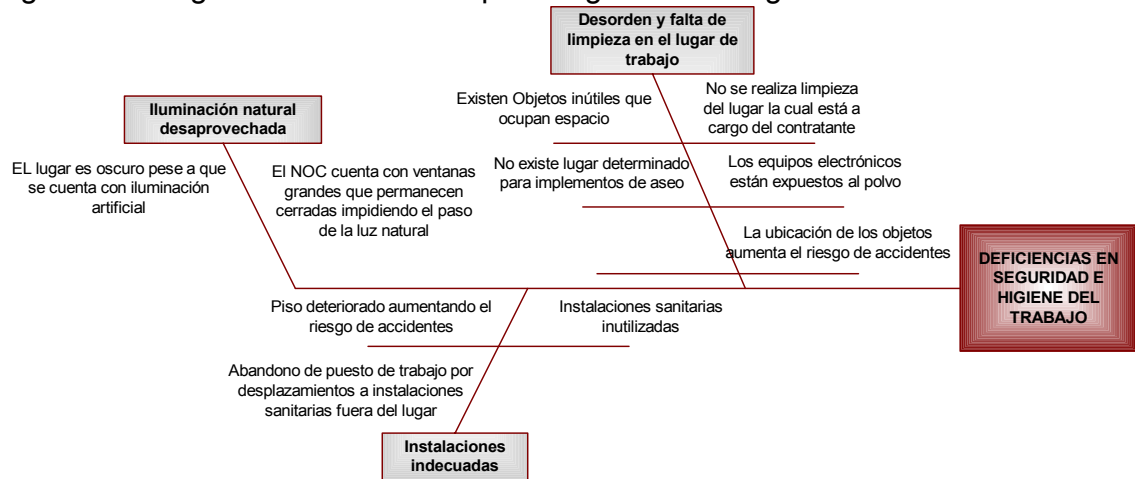 Desorden y falta de
limpieza en el lugar de
trabajo
Iluminación natural
desaprovechada
Existen Objetos inútiles que
ocupan espacio
No se realiza limpieza
del lugar la cual está a
cargo del contratante
EL lugar es oscuro pese a que
se cuenta con iluminación
artificial
El NOC cuenta con ventanas
grandes que permanecen
cerradas impidiendo el paso
de la luz natural
No existe lugar determinado
para implementos de aseo
Los equipos electrónicos
están expuestos al polvo
La ubicación de los objetos
aumenta el riesgo de accidentes
DEFICIENCIAS EN
SEGURIDAD E
HIGIENE DEL
TRABAJO
Piso deteriorado aumentando el
riesgo de accidentes
Instalaciones sanitarias
inutilizadas
Abandono de puesto de trabajo por
desplazamientos a instalaciones
sanitarias fuera del lugar
Instalaciones
indecuadas